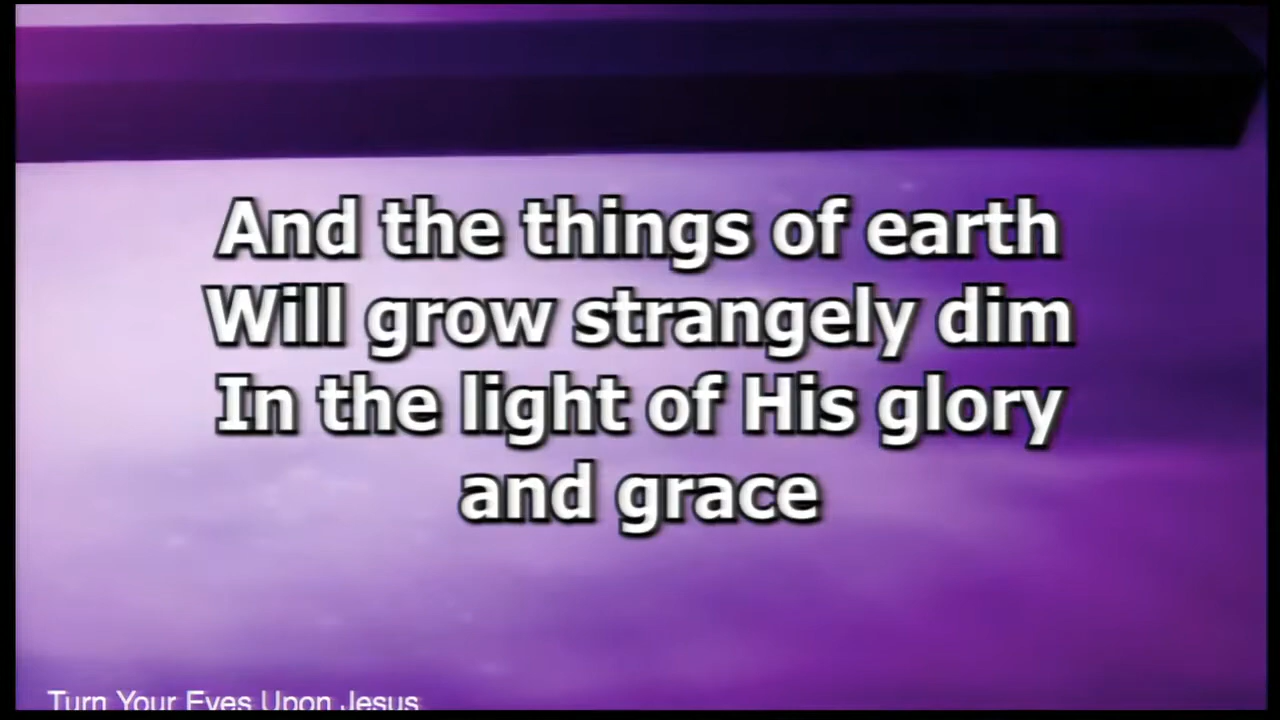 And the things of earth
Will grow strangely dim
In the light of His glory
and grace
Turn Your Eyes Upon Jesus